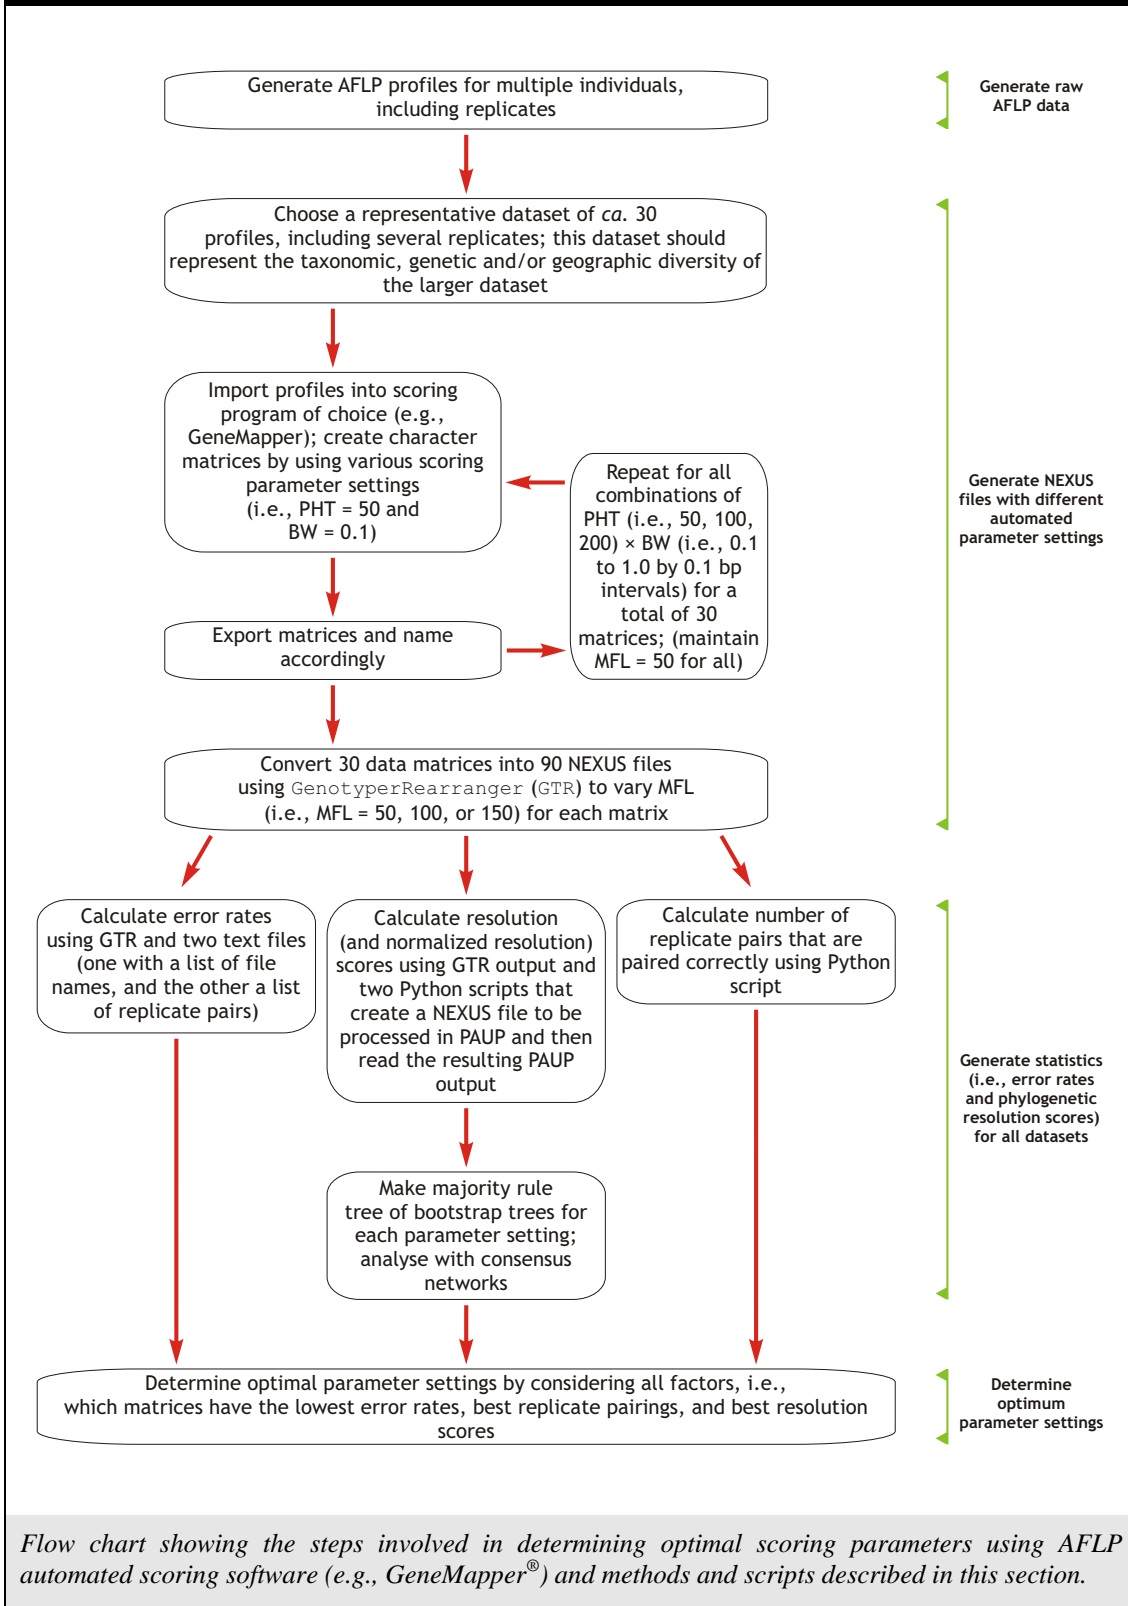 Generate AFLP profiles for multiple individuals,
including replicates
Generate raw
AFLP data
Choose a representative dataset of ca. 30
profiles, including several replicates; this dataset should
represent the taxonomic, genetic and/or geographic diversity of
the larger dataset
Import profiles into scoring
program of choice (e.g.,
GeneMapper); create character
matrices by using various scoring
parameter settings
(i.e., PHT = 50 and
BW = 0.1)
Repeat for all
combinations of
PHT (i.e., 50, 100,
200) × BW (i.e., 0.1
to 1.0 by 0.1 bp
intervals) for a
total of 30
matrices; (maintain
MFL = 50 for all)
Export matrices and name
accordingly
Convert 30 data matrices into 90 NEXUS files
using GenotyperRearranger (GTR) to vary MFL
(i.e., MFL = 50, 100, or 150) for each matrix
Generate NEXUS
files with different
automated
parameter settings
Calculate error rates
using GTR and two text files
(one with a list of file
names, and the other a list
of replicate pairs)
Calculate resolution
(and normalized resolution)
scores using GTR output and
two Python scripts that
create a NEXUS file to be
processed in PAUP and then
read the resulting PAUP
output
Calculate number of
replicate pairs that are
paired correctly using Python
script
Make majority rule
tree of bootstrap trees for
each parameter setting;
analyse with consensus
networks
Generate statistics
(i.e., error rates
and phylogenetic
resolution scores)
for all datasets
Determine optimal parameter settings by considering all factors, i.e.,
which matrices have the lowest error rates, best replicate pairings, and best resolution
scores
Determine
optimum
parameter settings
Flow chart showing the steps involved in determining optimal scoring parameters using AFLP
automated scoring software (e.g., GeneMapper®) and methods and scripts described in this section.